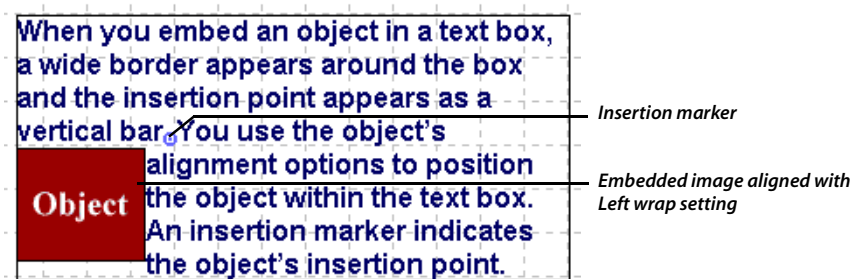 When you embed an object in a text box,
a wide border appears around the box
and the insertion point appears as a
vertical bar. You use the object's
alignment options to position
the object within the text box.
An insertion marker indicates
the object's insertion point.
Object
Insertion marker
Embedded image aligned with
Left wrap setting